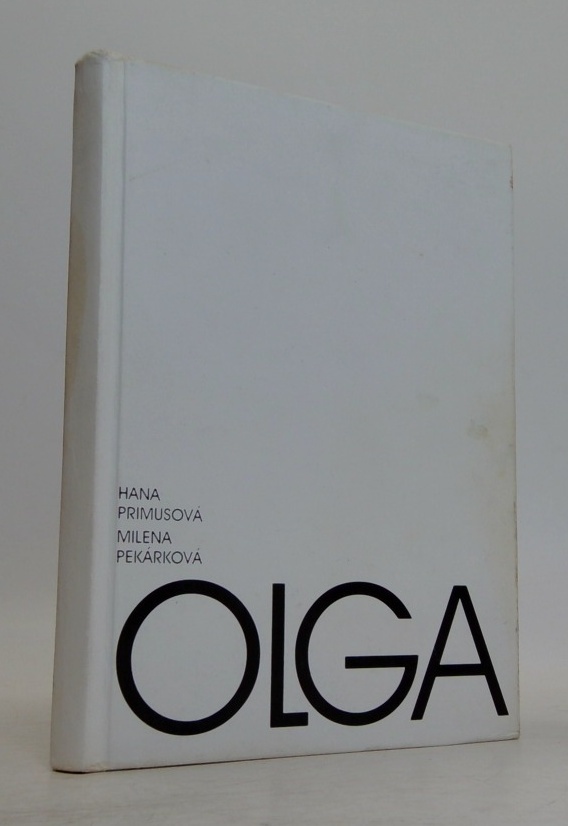 HANA
PRIMUSOVÁ
MILENA
PEKÁRKOVÁ
OLGA